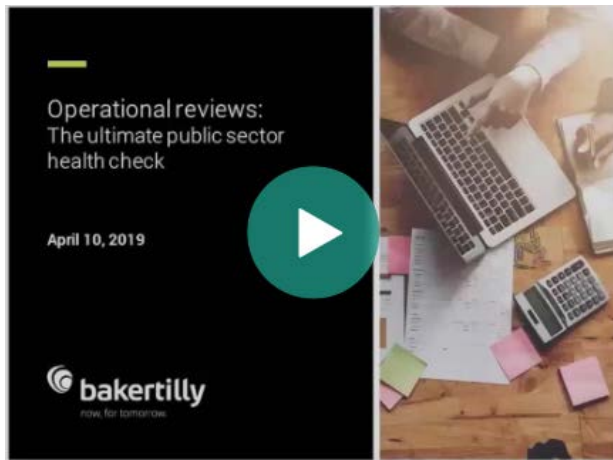 Operational reviews:
The ultimate public sector
health check
April 10, 2019
bakertilly
now, for tomorrow.